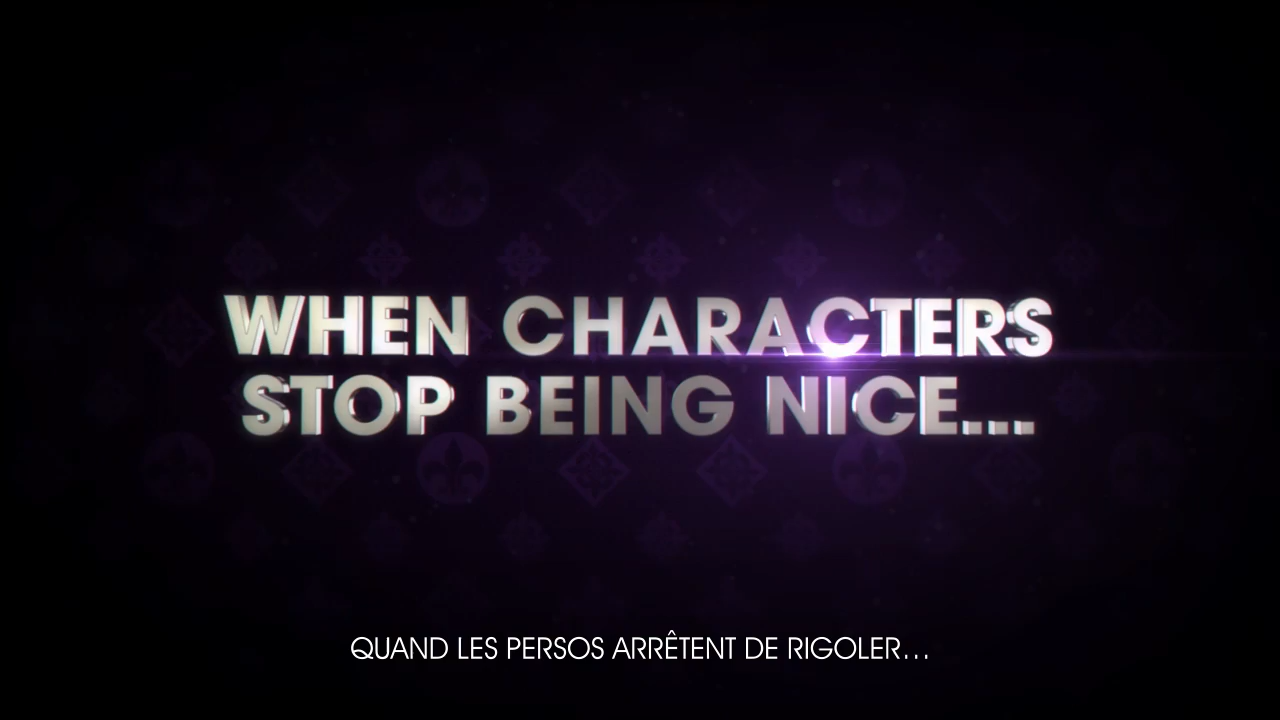 WHEN CHARACTERS
STOP BEING NICE...
QUAND LES PERSOS ARRÊTENT DE RIGOLER...